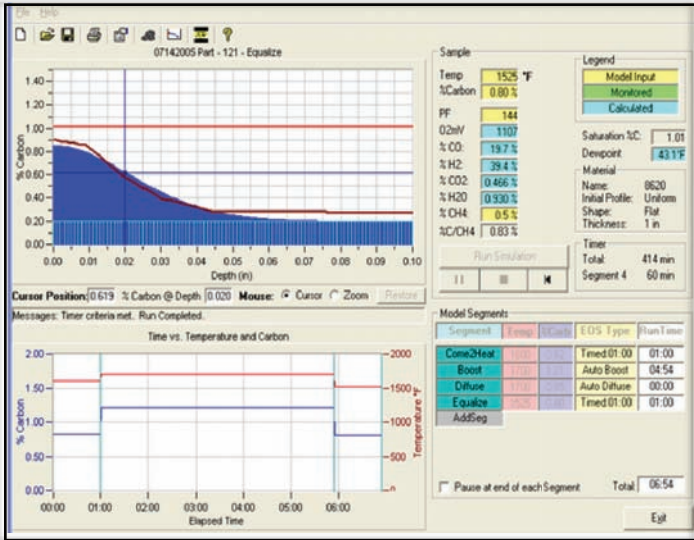 File Help
07142005 Part - 121 - Equalize
% Carbon
1.40
1.20
1.00
0.80
0.60
0.40
0.20
0.00
0.00 0.01 0.02 0.03 0.04 0.05 0.06 0.07 0.08 0.09 0.10
Depth (in)
Cursor Position: 0.619 % Carbon @ Depth 0.020 Mouse: Cursor Zoom Restore
Messages: Timer criteria met. Run Completed.
Time vs. Temperature and Carbon
% Carbon
2.00
1.50
1.00
0.50
0.00
2000
1500
1000
500
Temperature °F
00:00 01:00 02:00 03:00 04:00 05:00 06:00
Elapsed Time
Sample
Temp 1525 °F
%Carbon 0.80 %
PF 144
O2mV 1107
% CO: 19.7 %
% H2: 39.4 %
% CO2: 0.466 %
% H2O 0.930 %
% CH4: 0.5 %
%C/CH4 0.83 %
Run Simulation
Legend
Model Input
Monitored
Calculated
Saturation %C: 1.01
Dewpoint 43.1°F
Material
Name: 8620
Initial Profile: Uniform
Shape: Flat
Thickness: 1 in
Timer
Total: 414 min
Segment 4 60 min
Model Segments
Segment Temp %Carb EOS Type RunTime
Come2Heat Timed:01:00 01:00
Boost 1700 Auto Boost 04:54
Diffuse 1700 Auto Diffuse 00:00
Equalize 1525 0.80 Timed:01:00 01:00
AddSeg
Pause at end of each Segment Total: 06:54
Exit